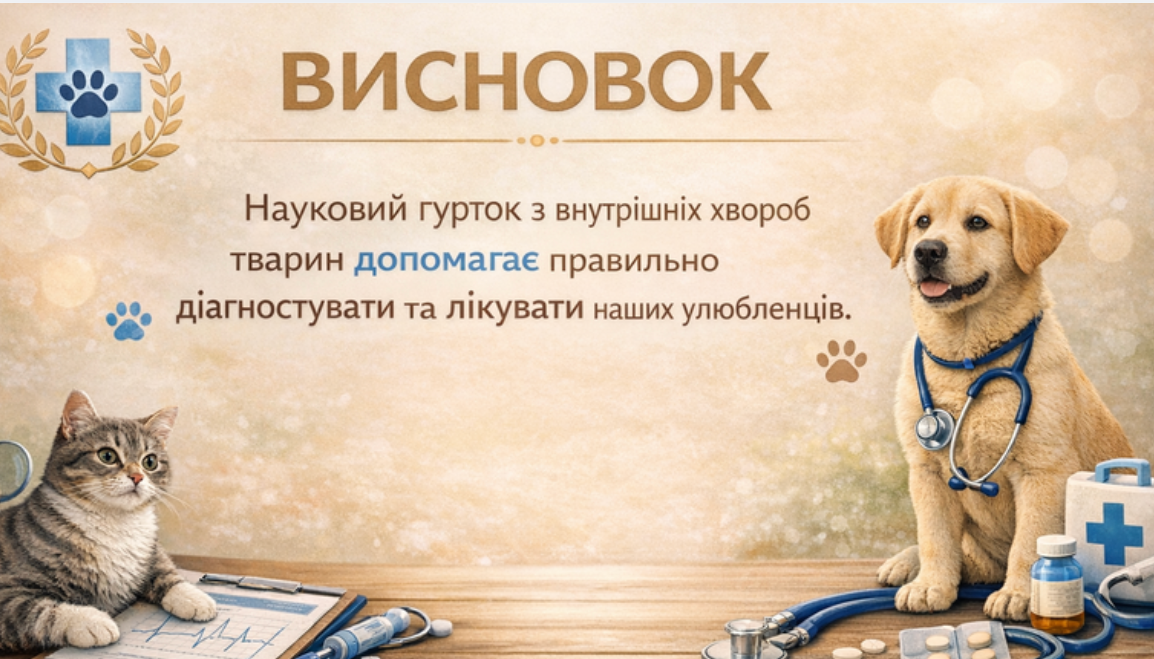 ВИСНОВОК
Науковий гурток з внутрішніх хвороб
тварин допомагає правильно
діагностувати та лікувати наших улюбленців.